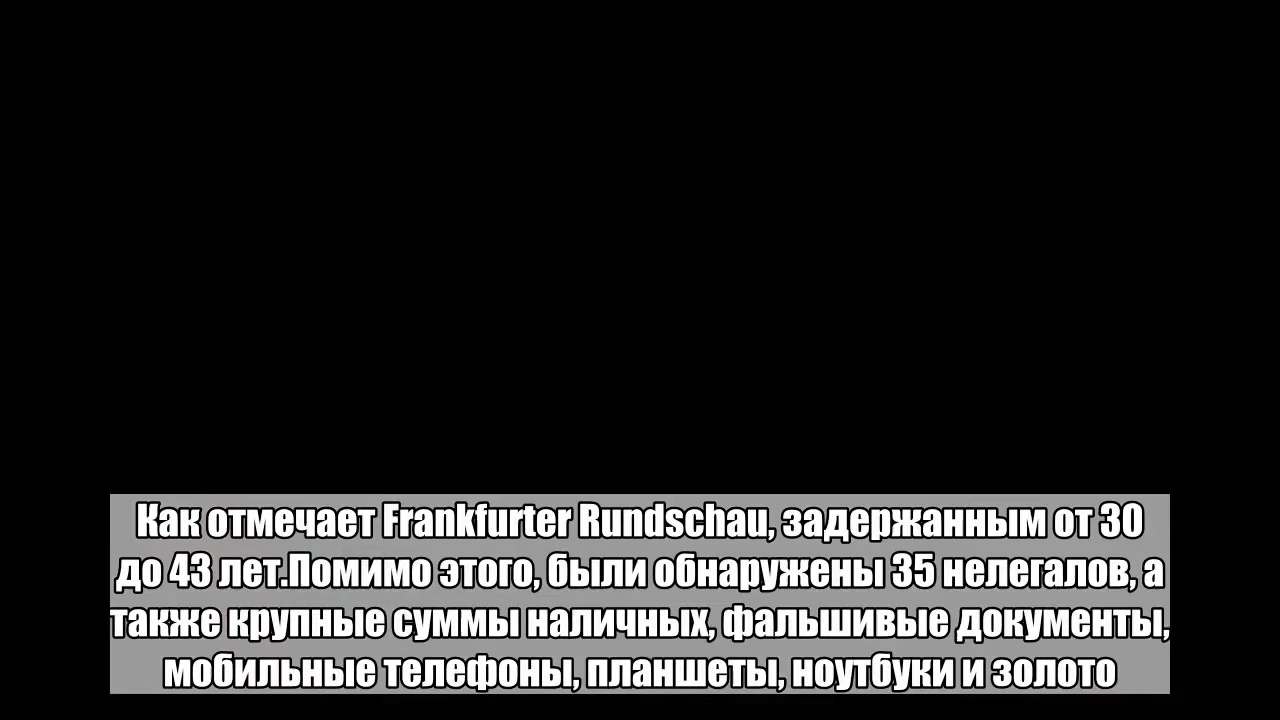 Как отмечает Frankfurter Rundschau, задержанным от 30
до 43 лет.Помимо этого, были обнаружены 35 нелегалов, а
также крупные суммы наличных, фальшивые документы,
мобильные телефоны, планшеты, ноутбуки и золото